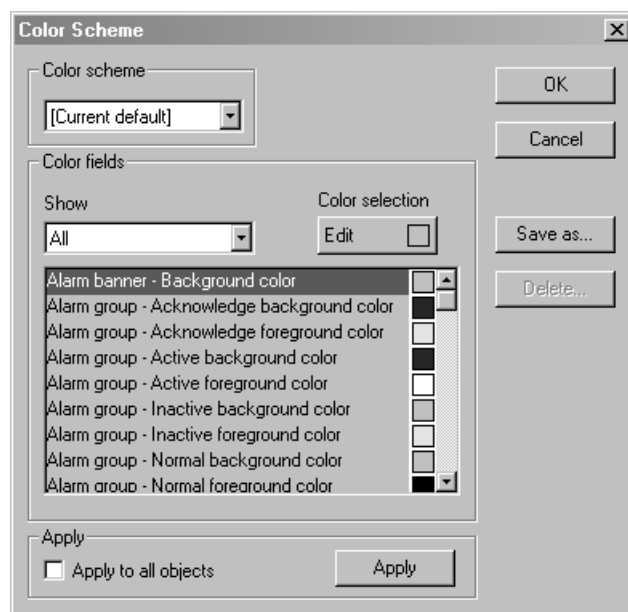 Color Scheme
Color scheme
[Current default]
OK
Cancel
Color fields
Show
Color selection
All
Edit
Save as...
Delete...
Alarm banner - Background color
Alarm group - Acknowledge background color
Alarm group - Acknowledge foreground color
Alarm group - Active background color
Alarm group - Active foreground color
Alarm group - Inactive background color
Alarm group - Inactive foreground color
Alarm group - Normal background color
Alarm group - Normal foreground color
Apply
Apply to all objects
Apply